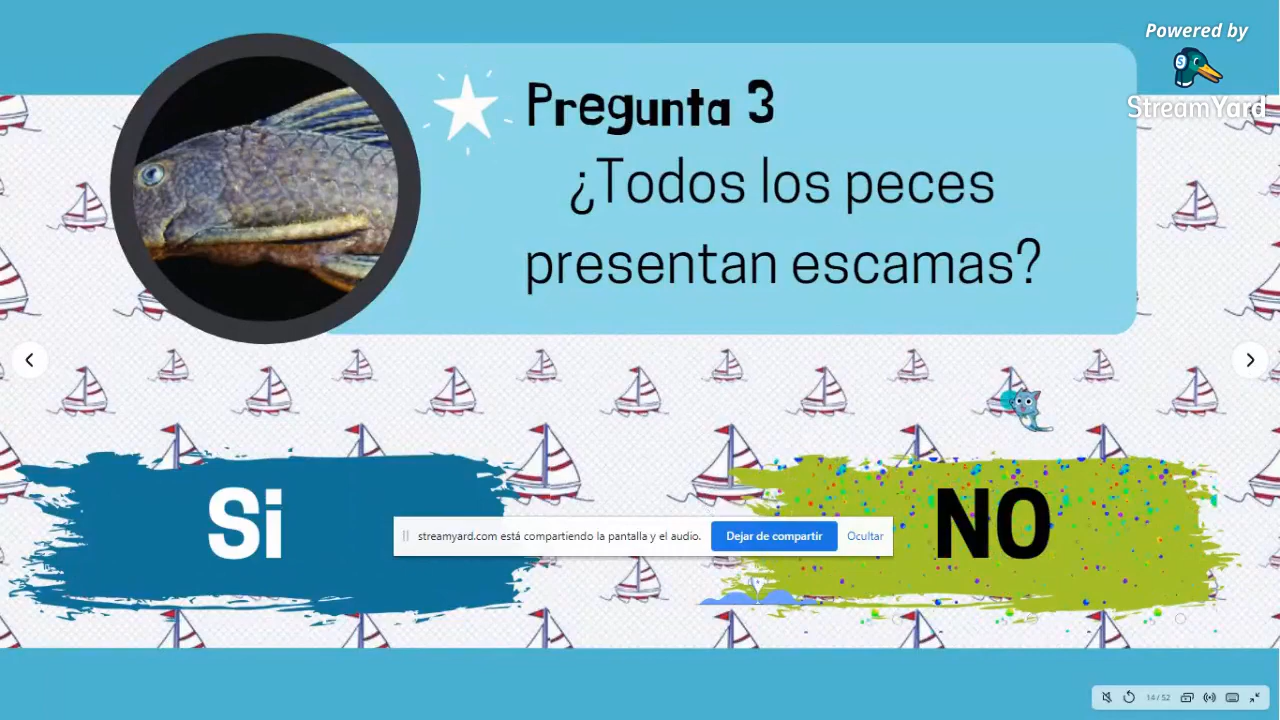 Powered by
StreamYard
Pregunta 3
¿Todos los peces
presentan escamas?
Si
NO
streamyard.com está compartiendo la pantalla y el audio.
Dejar de compartir
Ocultar
14 / 52